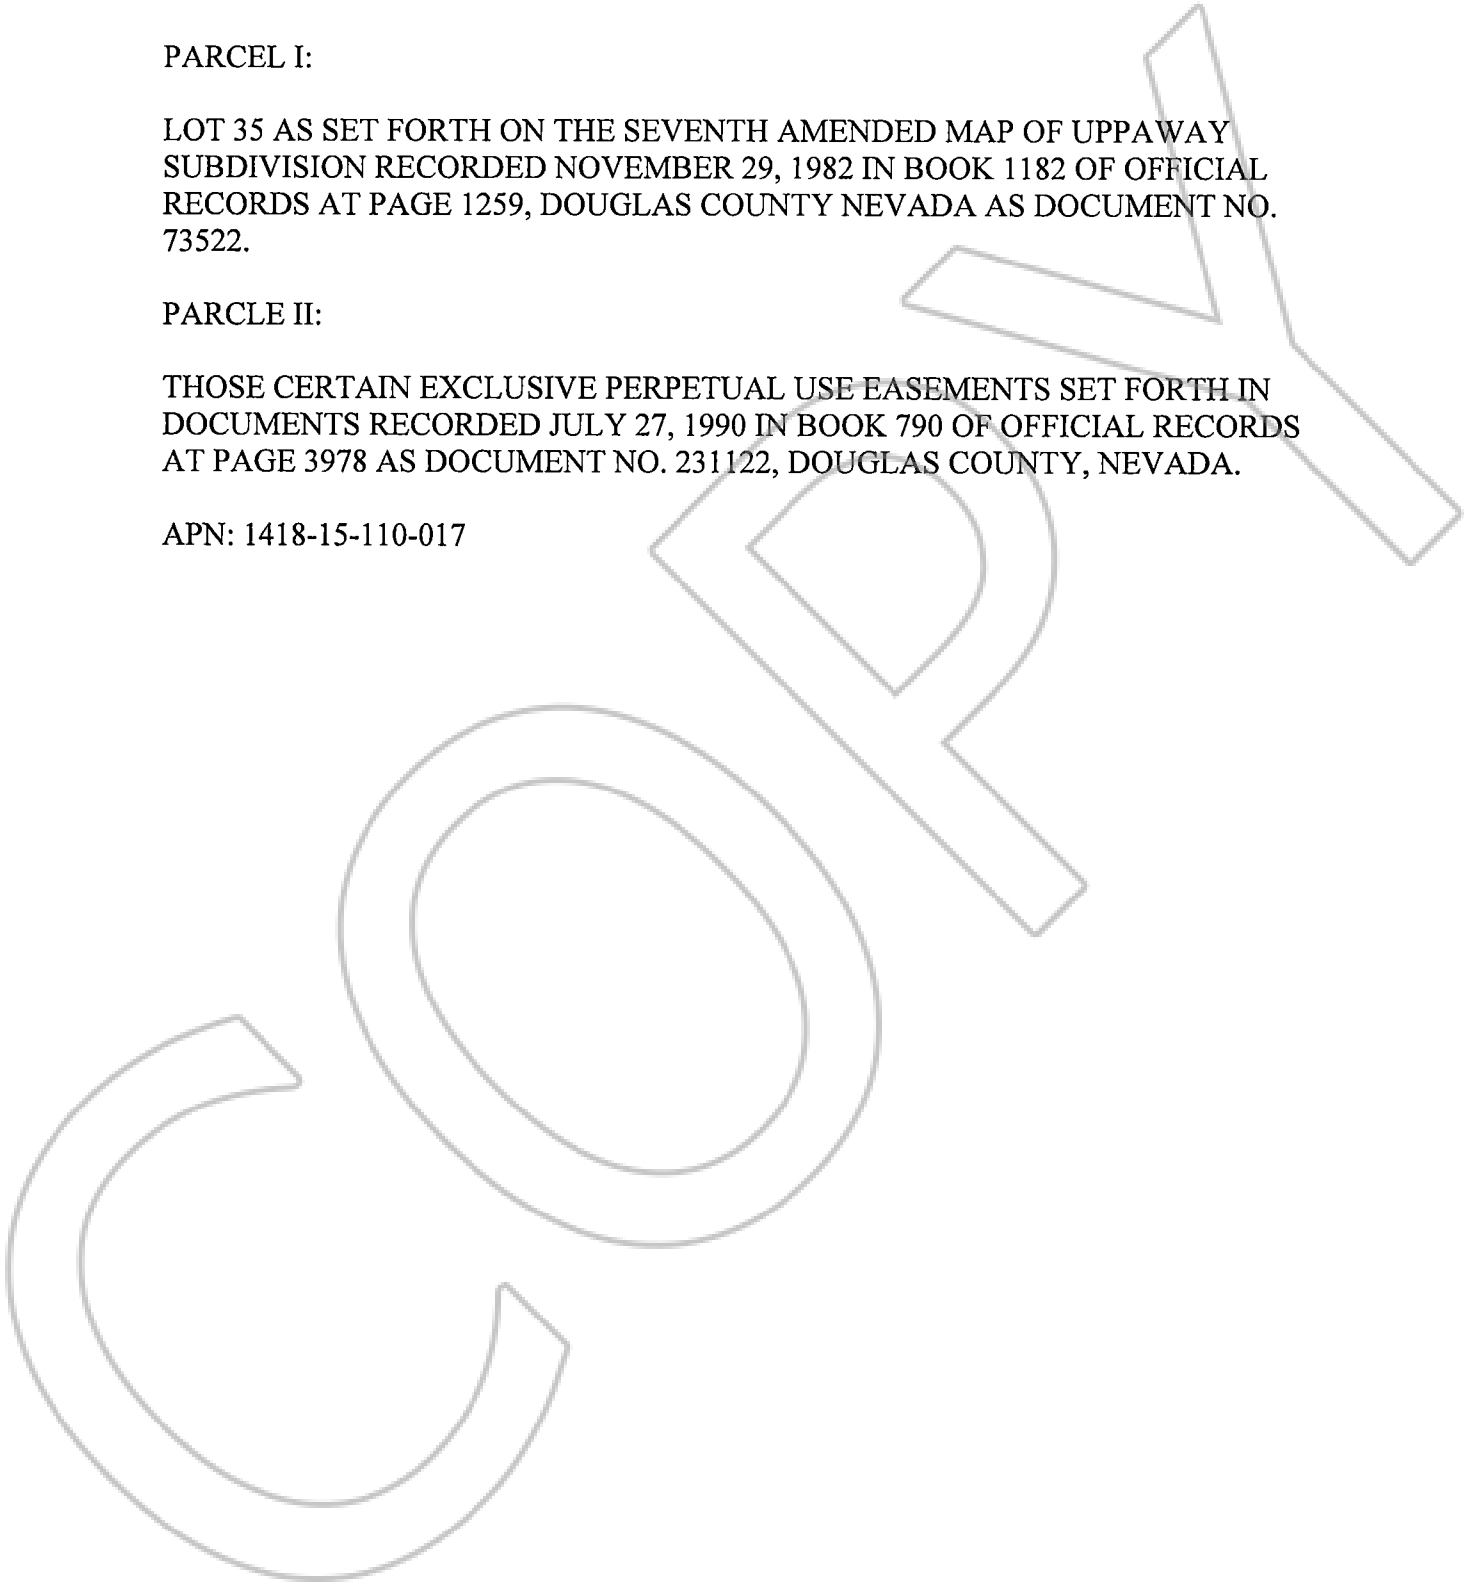 PARCEL I:
LOT 35 AS SET FORTH ON THE SEVENTH AMENDED MAP OF UPPAWAY
SUBDIVISION RECORDED NOVEMBER 29, 1982 IN BOOK 1182 OF OFFICIAL
RECORDS AT PAGE 1259, DOUGLAS COUNTY NEVADA AS DOCUMENT NO.
73522.
PARCLE II:
THOSE CERTAIN EXCLUSIVE PERPETUAL USE EASEMENTS SET FORTH IN
DOCUMENTS RECORDED JULY 27, 1990 IN BOOK 790 OF OFFICIAL RECORDS
AT PAGE 3978 AS DOCUMENT NO. 231122, DOUGLAS COUNTY, NEVADA.
APN: 1418-15-110-017
COPY